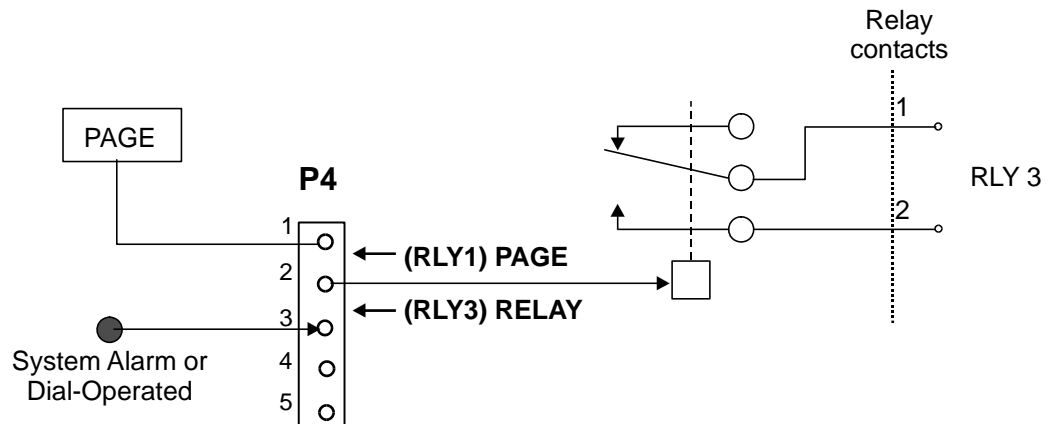 Relay
contacts
1
PAGE
P4
RLY 3
1
2
(RLY1) PAGE
2
(RLY3) RELAY
3
System Alarm or
Dial-Operated
4
5